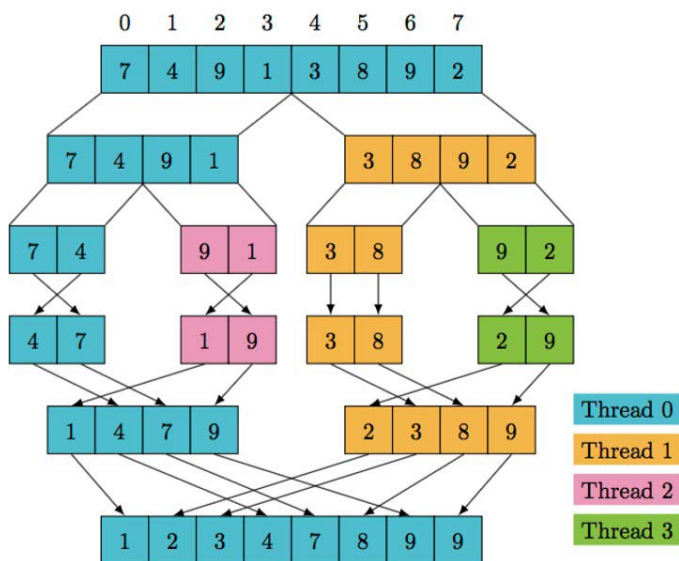 0 1 2 3 4 5 6 7
7 4 9 1 3 8 9 2
7 4 9 1 3 8 9 2
7 4 9 1 3 8 9 2
4 7 1 9 3 8 2 9
1 4 7 9 2 3 8 9
1 2 3 4 7 8 9 9
Thread 0
Thread 1
Thread 2
Thread 3